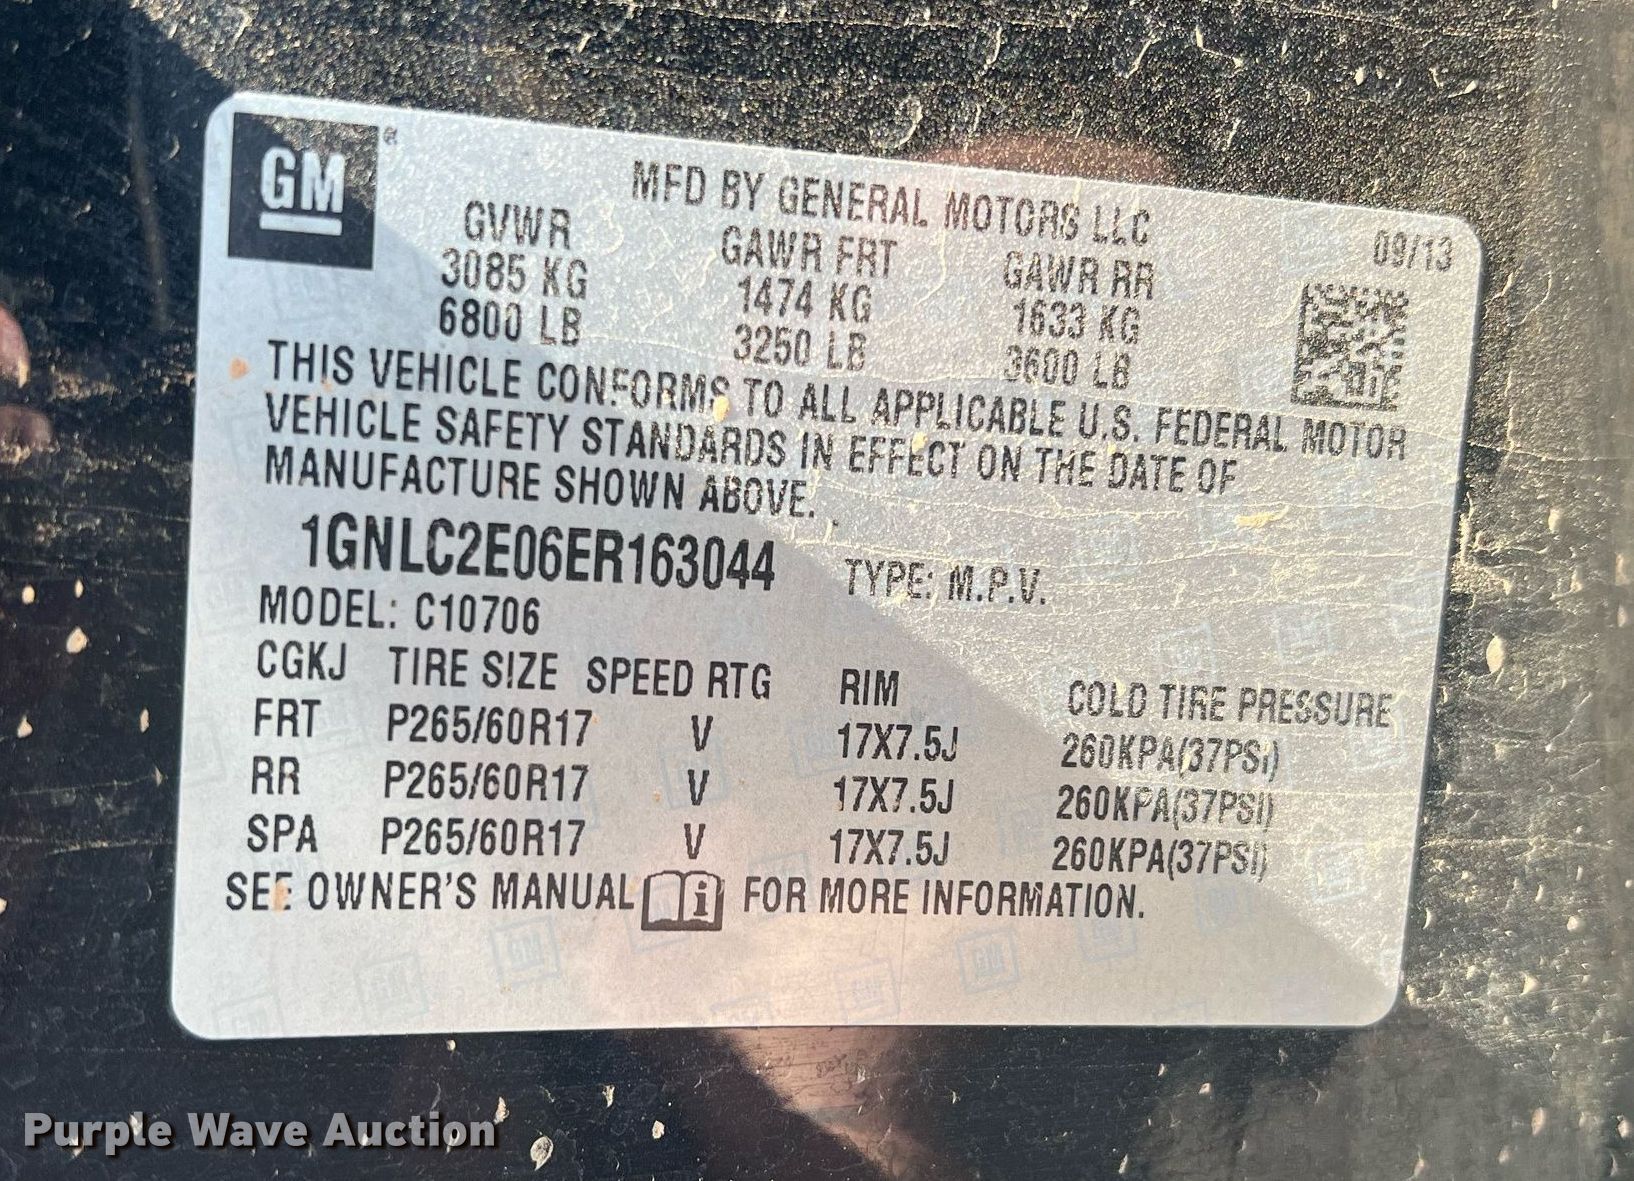 GM
MFD BY GENERAL MOTORS LLC
09/13
GVWR GAWR FRT GAWR RR
3085 KG 1474 KG 1633 KG
6800 LB 3250 LB 3600 LB
THIS VEHICLE CONFORMS TO ALL APPLICABLE U.S. FEDERAL MOTOR
VEHICLE SAFETY STANDARDS IN EFFECT ON THE DATE OF
MANUFACTURE SHOWN ABOVE.
1GNLC2E06ER163044 TYPE: M.P.V.
MODEL: C10706
CGKJ TIRE SIZE SPEED RTG RIM COLD TIRE PRESSURE
FRT P265/60R17 V 17X7.5J 260KPA(37PSI)
RR P265/60R17 V 17X7.5J 260KPA(37PSI)
SPA P265/60R17 V 17X7.5J 260KPA(37PSI)
SEE OWNER'S MANUAL i FOR MORE INFORMATION.
Purple Wave Auction